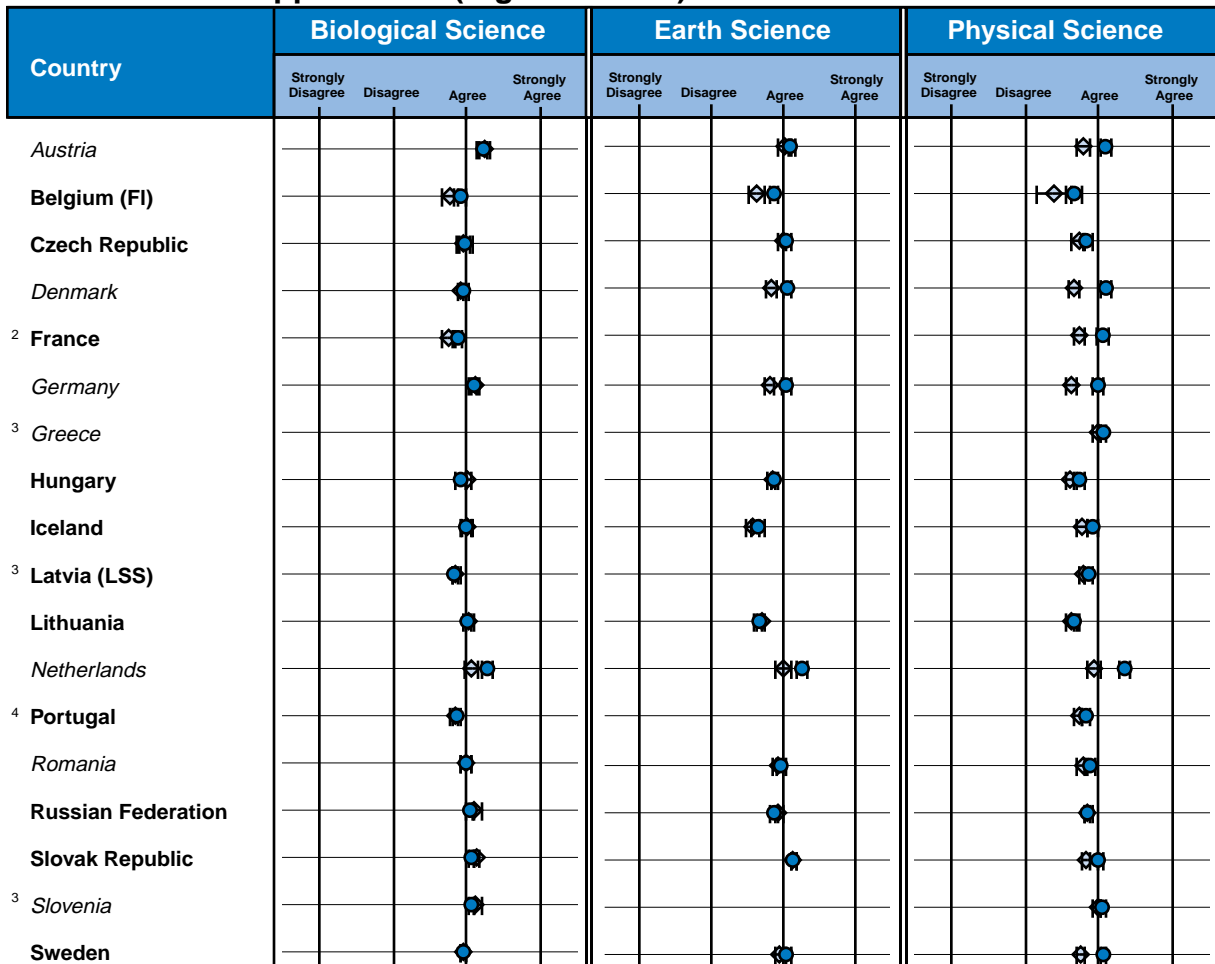 Biological Science Earth Science Physical Science
Country
Strongly Disagree Disagree Agree Strongly Agree Strongly Disagree Disagree Agree Strongly Agree Strongly Disagree Disagree Agree Strongly Agree
Austria
Belgium (Fl)
Czech Republic
Denmark
2 France
Germany
3 Greece
Hungary
Iceland
3 Latvia (LSS)
Lithuania
Netherlands
4 Portugal
Romania
Russian Federation
Slovak Republic
3 Slovenia
Sweden